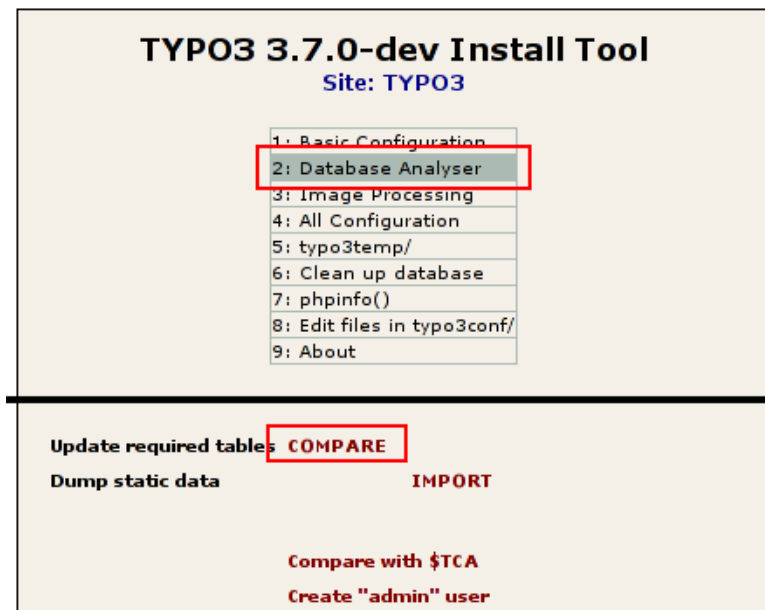 TYPO3 3.7.0-dev Install Tool
Site: TYPO3
1: Basic Configuration
2: Database Analyser
3: Image Processing
4: All Configuration
5: typo3temp/
6: Clean up database
7: phpinfo()
8: Edit files in typo3conf/
9: About
Update required tables COMPARE
Dump static data IMPORT
Compare with $TCA
Create "admin" user